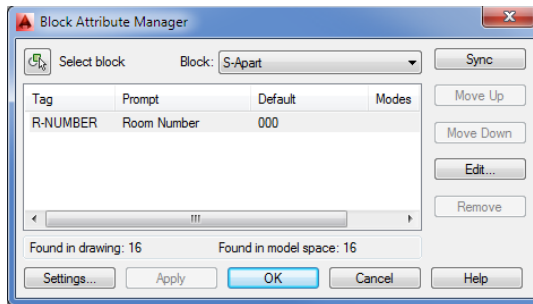 Block Attribute Manager
Select block Block: S-Apart Sync
Tag Prompt Default Modes Move Up
R-NUMBER Room Number 000
Move Down
Edit...
Remove
Found in drawing: 16 Found in model space: 16
Settings... Apply OK Cancel Help